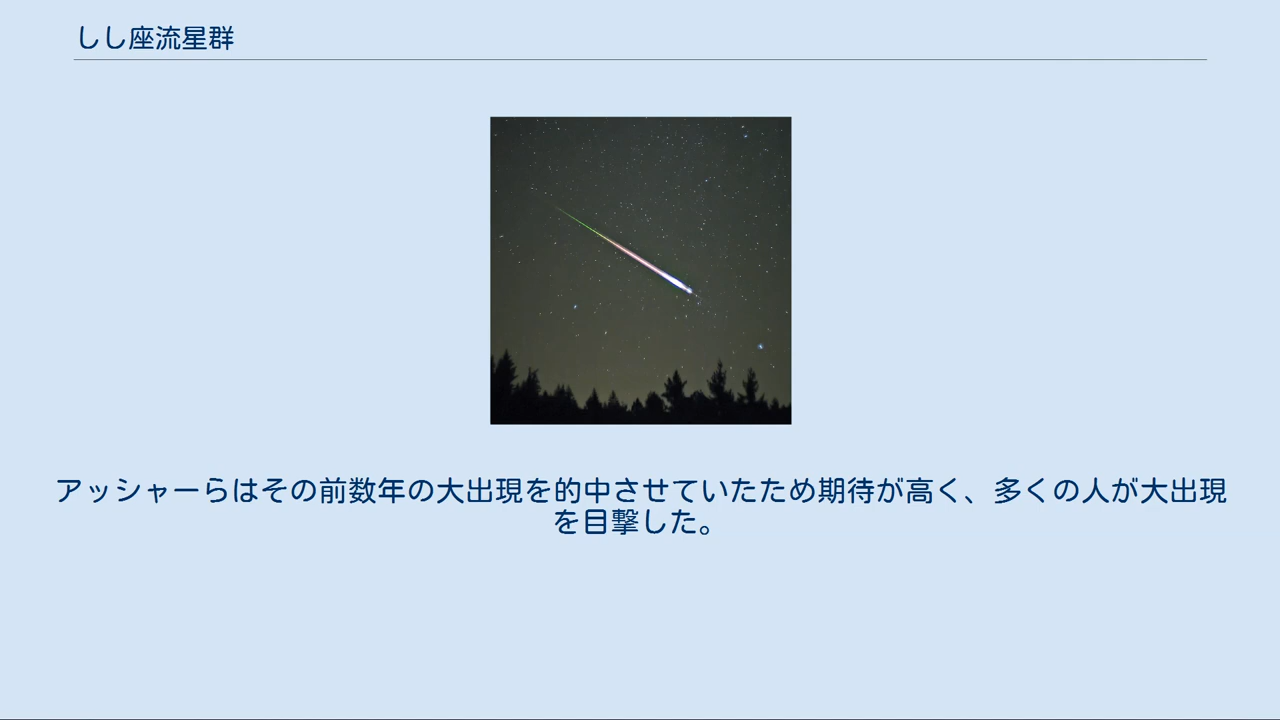 しし座流星群
アッシャーらはその前数年の大出現を的中させていたため期待が高く、多くの人が大出現
を目撃した。